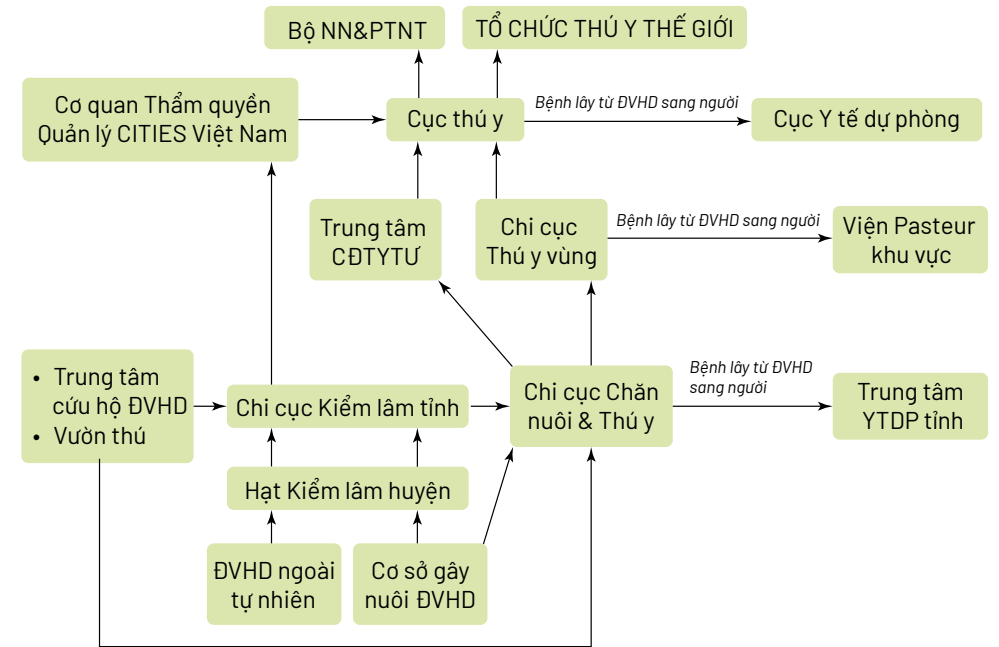 Bộ NN&PTNT
TỔ CHỨC THÚ Y THẾ GIỚI
Cơ quan Thẩm quyền
Quản lý CITIES Việt Nam
Cục thú y
Bệnh lây từ ĐVHD sang người
Cục Y tế dự phòng
Trung tâm
CĐTYTƯ
Chi cục
Thú y vùng
Bệnh lây từ ĐVHD sang người
Viện Pasteur
khu vực
• Trung tâm
cứu hộ ĐVHD
• Vườn thú
Chi cục Kiểm lâm tỉnh
Chi cục Chăn
nuôi & Thú y
Bệnh lây từ ĐVHD
sang người
Trung tâm
YTDP tỉnh
Hạt Kiểm lâm huyện
ĐVHD ngoài
tự nhiên
Cơ sở gây
nuôi ĐVHD